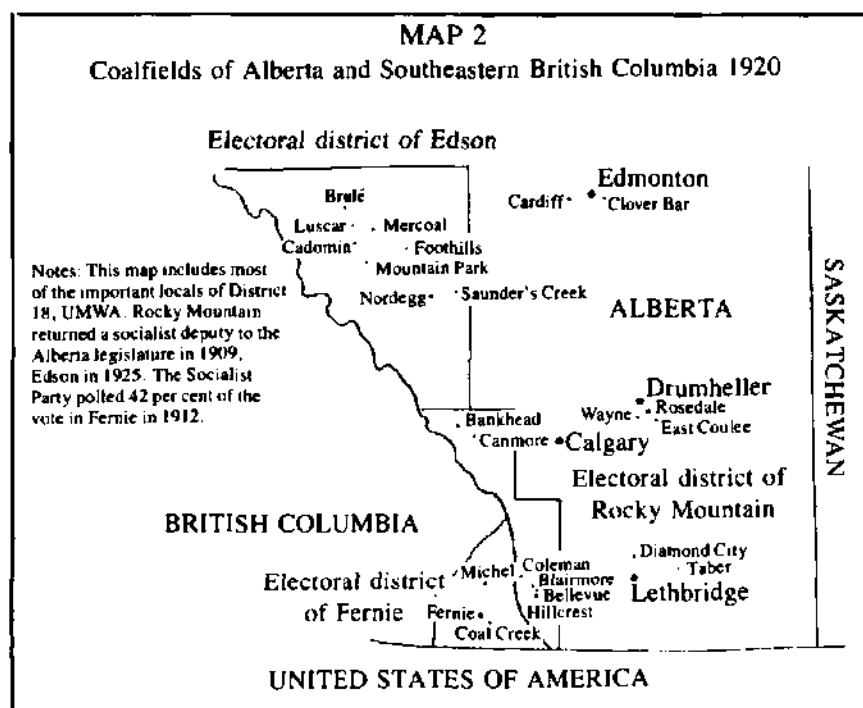 MAP 2
Coalfields of Alberta and Southeastern British Columbia 1920
Electoral district of Edson
Edmonton
Cardiff
Clover Bar
Brulé
Luscar
Mercoal
Cadomin
Foothills
Mountain Park
Nordegg
Saunder's Creek
Notes: This map includes most
of the important locals of District
18, UMWA. Rocky Mountain
returned a socialist deputy to the
Alberta legislature in 1909,
Edson in 1925. The Socialist
Party polled 42 per cent of the
vote in Fernie in 1912.
ALBERTA
SASKATCHEWAN
Drumheller
Wayne
Rosedale
East Coulee
Bankhead
Canmore
Calgary
Electoral district of
Rocky Mountain
BRITISH COLUMBIA
Diamond City
Taber
Lethbridge
Michel
Coleman
Blairmore
Bellevue
Hillcrest
Electoral district
of Fernie
Fernie
Coal Creek
UNITED STATES OF AMERICA